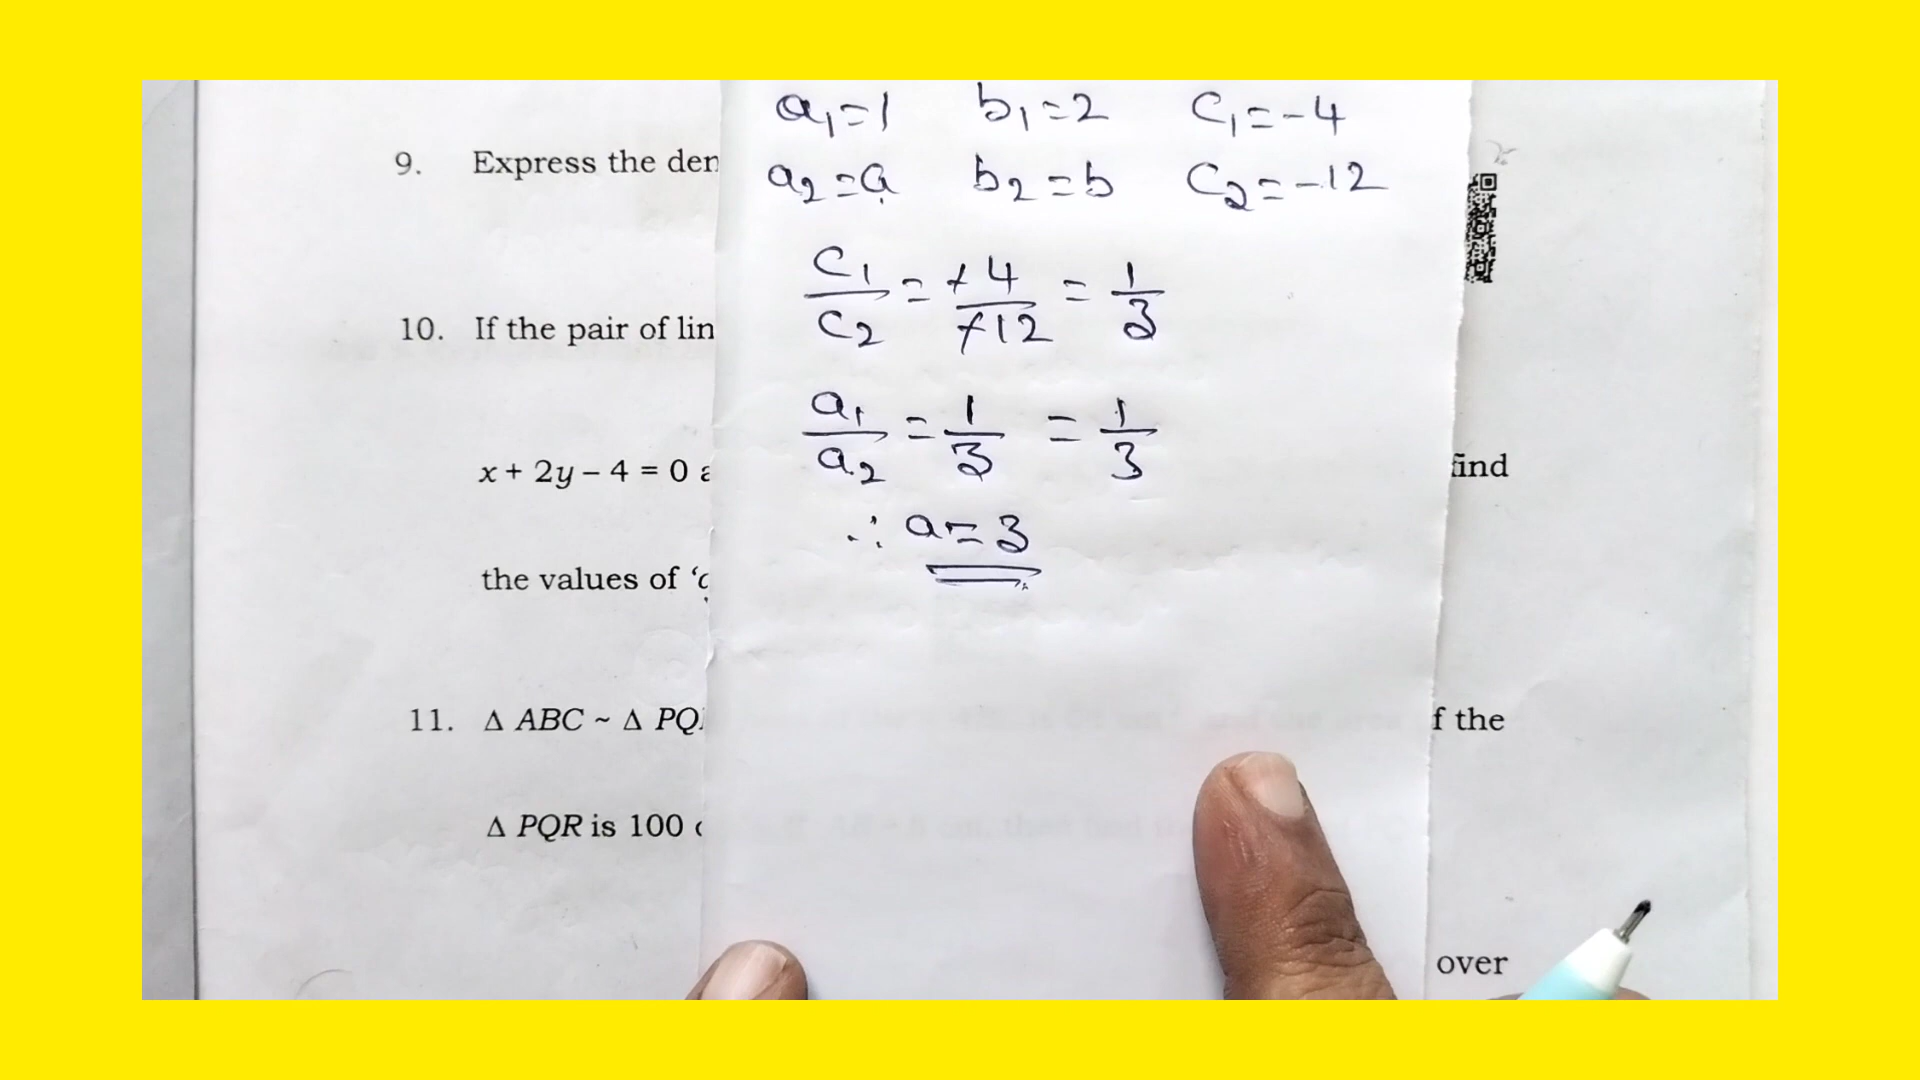 a₁=1 b₁=2 c₁=-4
a₂=a b₂=b c₂=-12
9. Express the den
c₁/c₂ = -4/-12 = 1/3
10. If the pair of lin
a₁/a₂ = 1/3 = 1/3
x + 2y – 4 = 0 find
∴ a = 3
the values of ‘
11. Δ ABC ~ Δ PQ f the
Δ PQR is 100
over